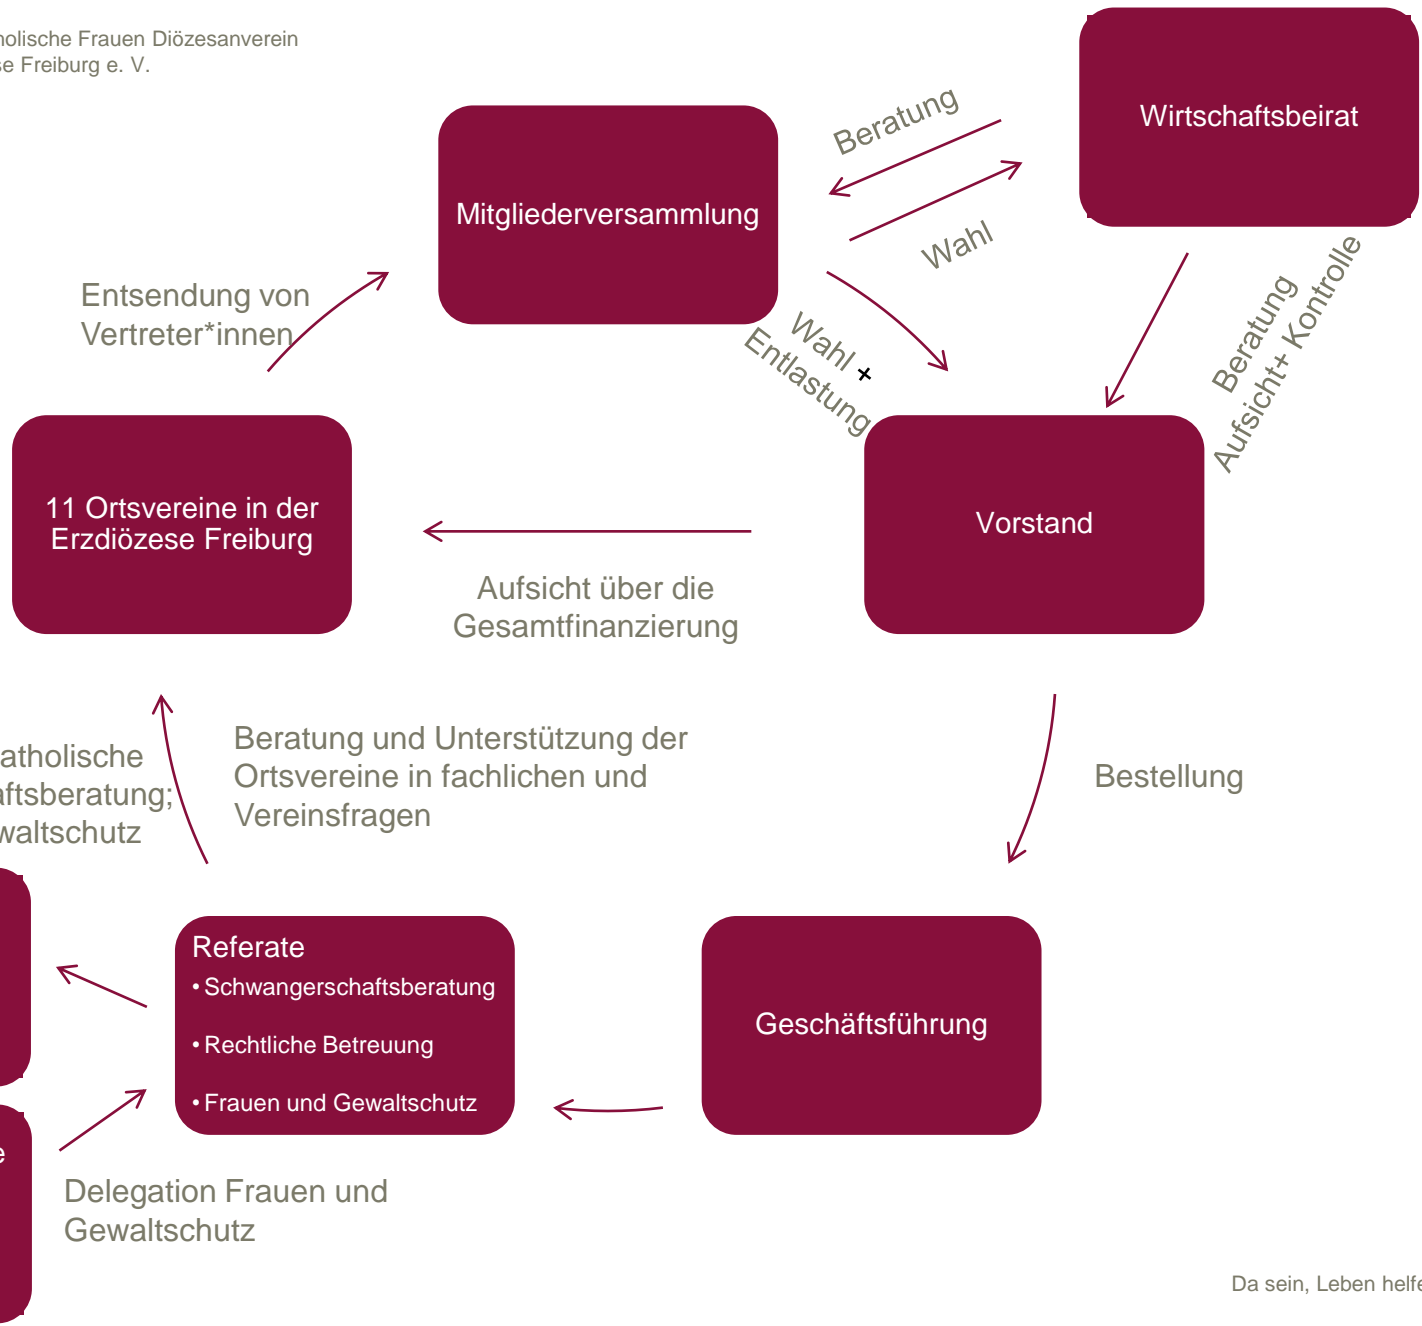 holische Frauen Diözesanverein
se Freiburg e. V.
Wirtschaftsbeirat
Beratung
Mitgliederversammlung
Wahl
Entsendung von
Vertreter*innen
Wahl +
Entlastung
Beratung
Aufsicht+ Kontrolle
11 Ortsvereine in der
Erzdiözese Freiburg
Vorstand
Aufsicht über die
Gesamtfinanzierung
atholische
aftsberatung;
waltschutz
Beratung und Unterstützung der
Ortsvereine in fachlichen und
Vereinsfragen
Bestellung
Referate
• Schwangerschaftsberatung
• Rechtliche Betreuung
• Frauen und Gewaltschutz
Geschäftsführung
e
Delegation Frauen und
Gewaltschutz
Da sein, Leben helfe